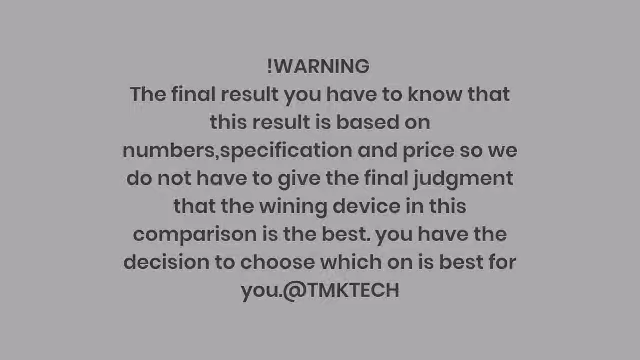 !WARNING
The final result you have to know that
this result is based on
numbers,specification and price so we
do not have to give the final judgment
that the wining device in this
comparison is the best. you have the
decision to choose which on is best for
you.@TMKTECH